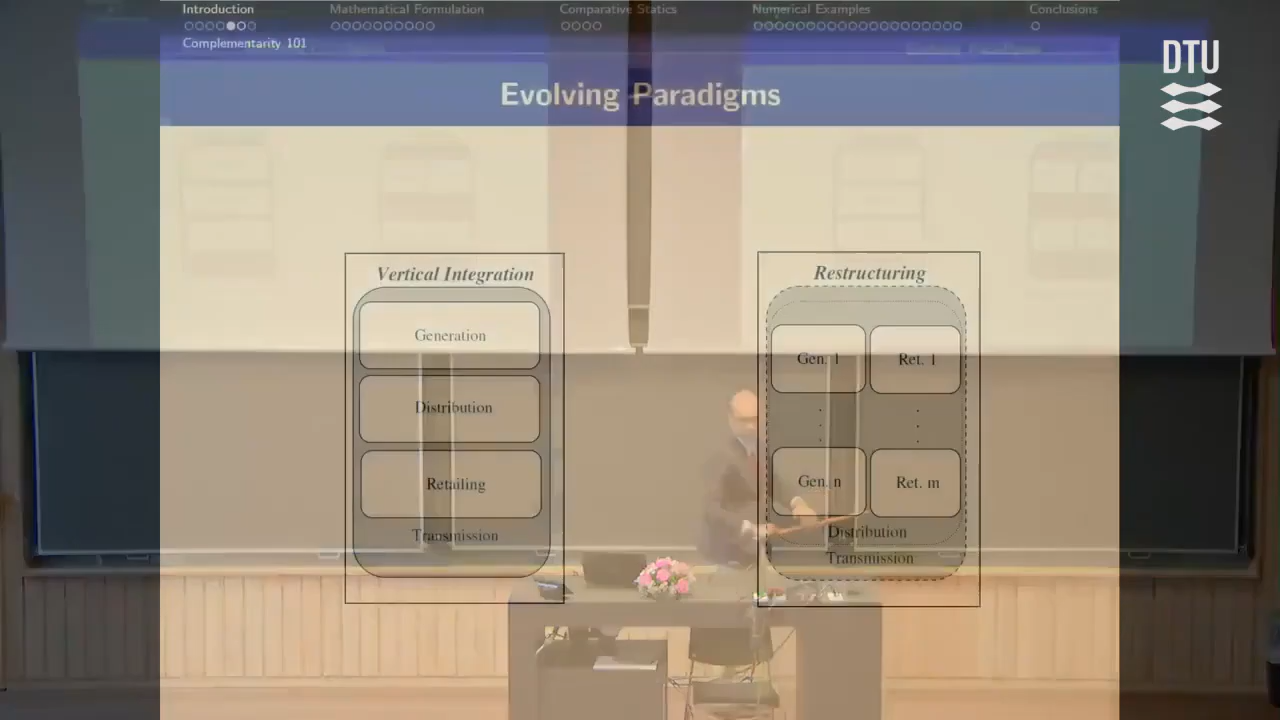 Introduction Mathematical Formulation Comparative Statics Numerical Examples Conclusions
Complementarity 101
DTU
Evolving Paradigms
Vertical Integration
Generation
Distribution
Retailing
Transmission
Restructuring
Gen. 1 Ret. 1
Gen. n Ret. m
Distribution
Transmission